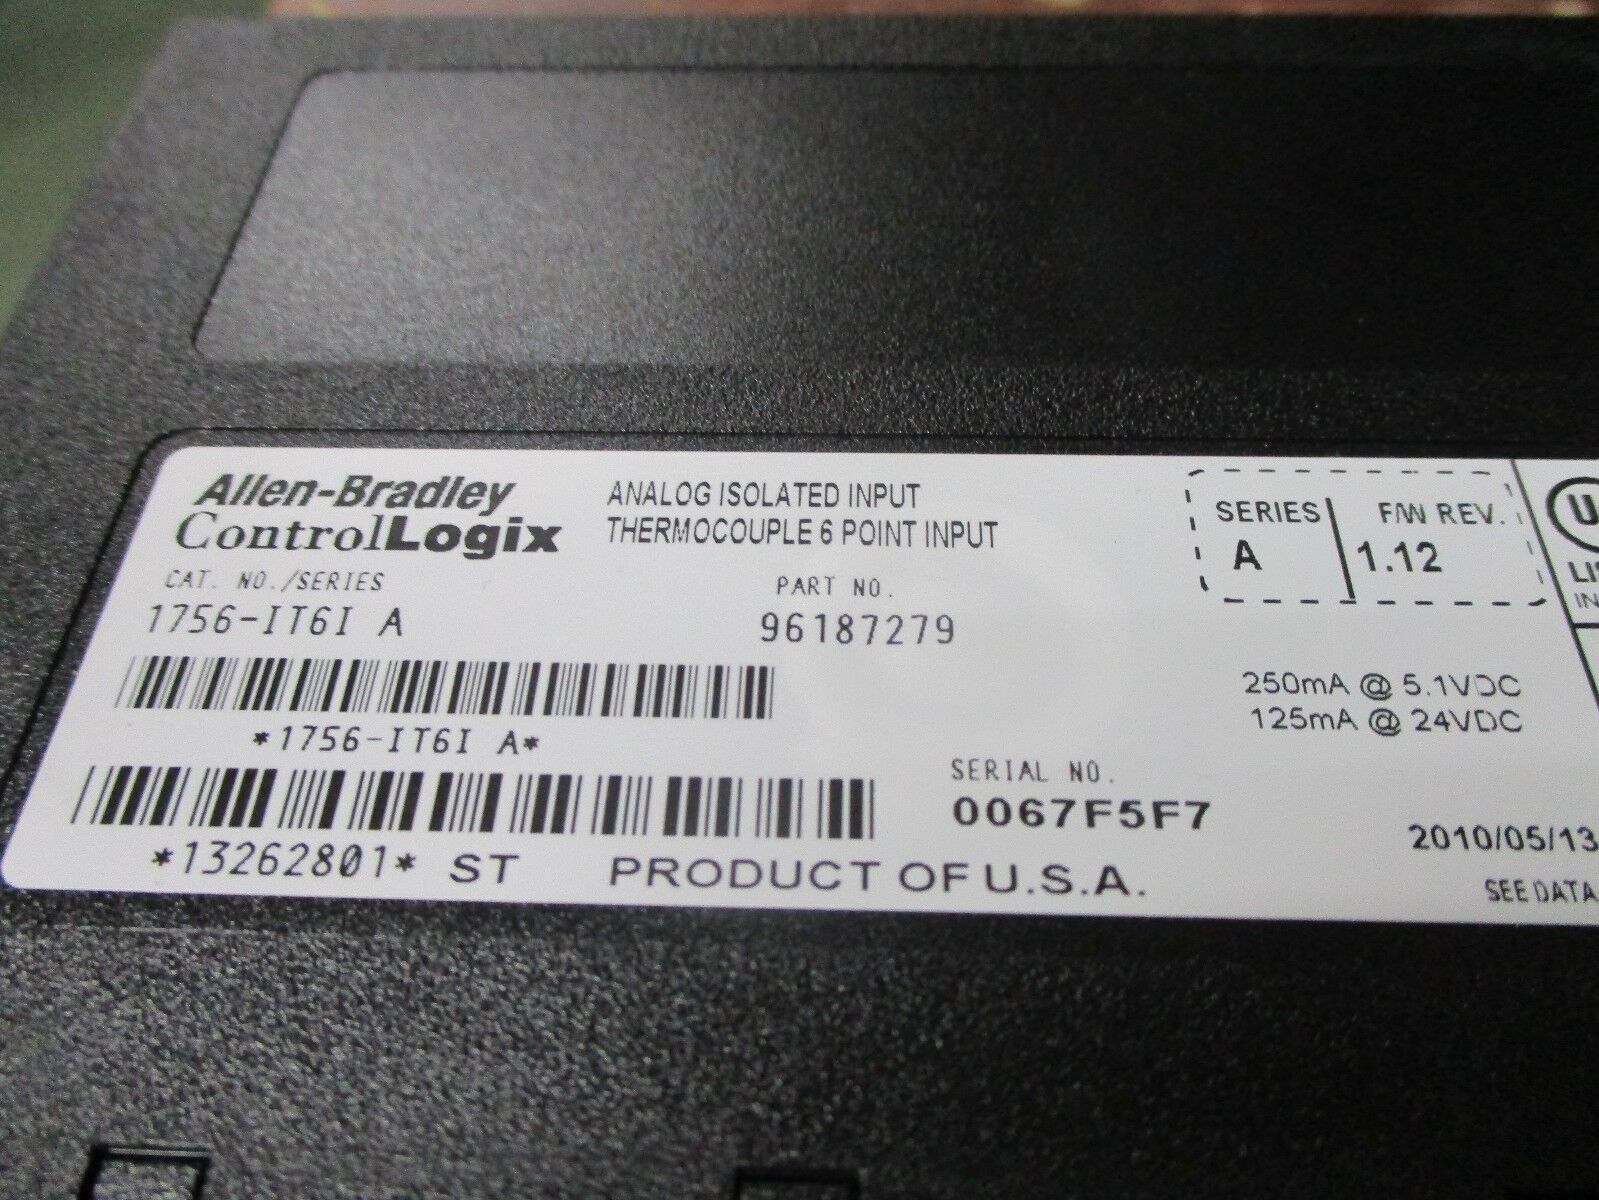 Allen-Bradley
ControlLogix
ANALOG ISOLATED INPUT
THERMOCOUPLE 6 POINT INPUT
SERIES
A
F/W REV.
1.12
CAT. NO./SERIES
1756-IT6I A
PART NO.
96187279
*1756-IT6I A*
250mA @ 5.1VDC
125mA @ 24VDC
SERIAL NO.
0067F5F7
2010/05/13
*13262801* ST
PRODUCT OF U.S.A.
SEE DATA